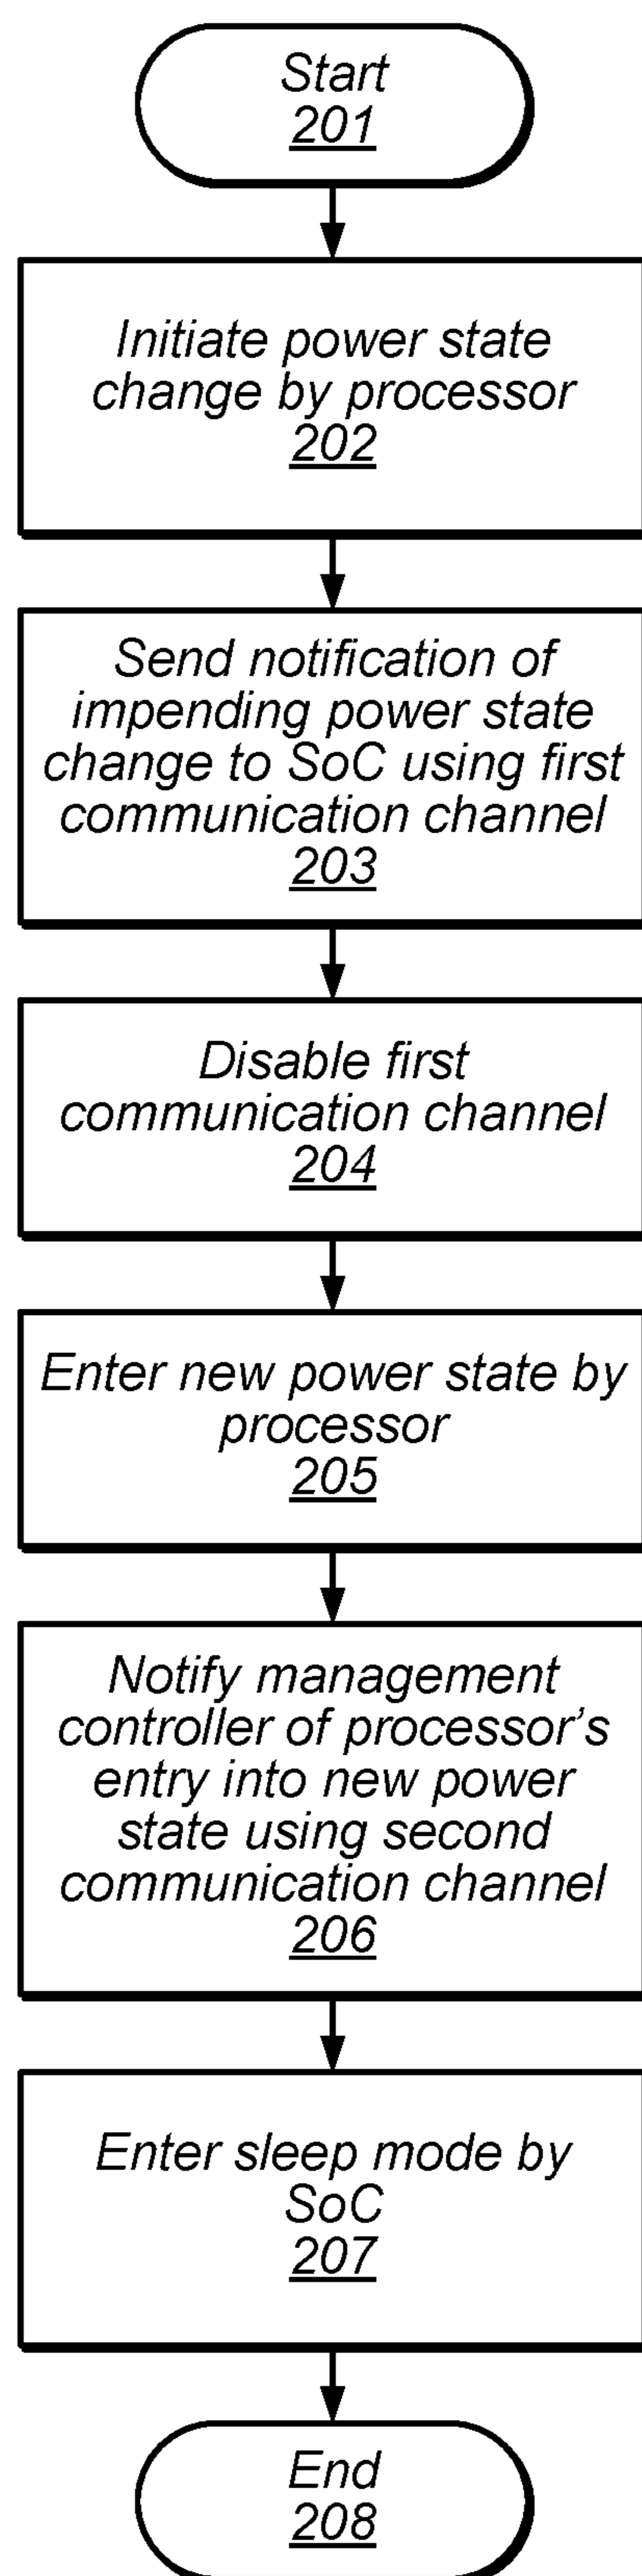 Start
201
Initiate power state
change by processor
202
Send notification of
impending power state
change to SoC using first
communication channel
203
Disable first
communication channel
204
Enter new power state by
processor
205
Notify management
controller of processor's
entry into new power
state using second
communication channel
206
Enter sleep mode by
SoC
207
End
208